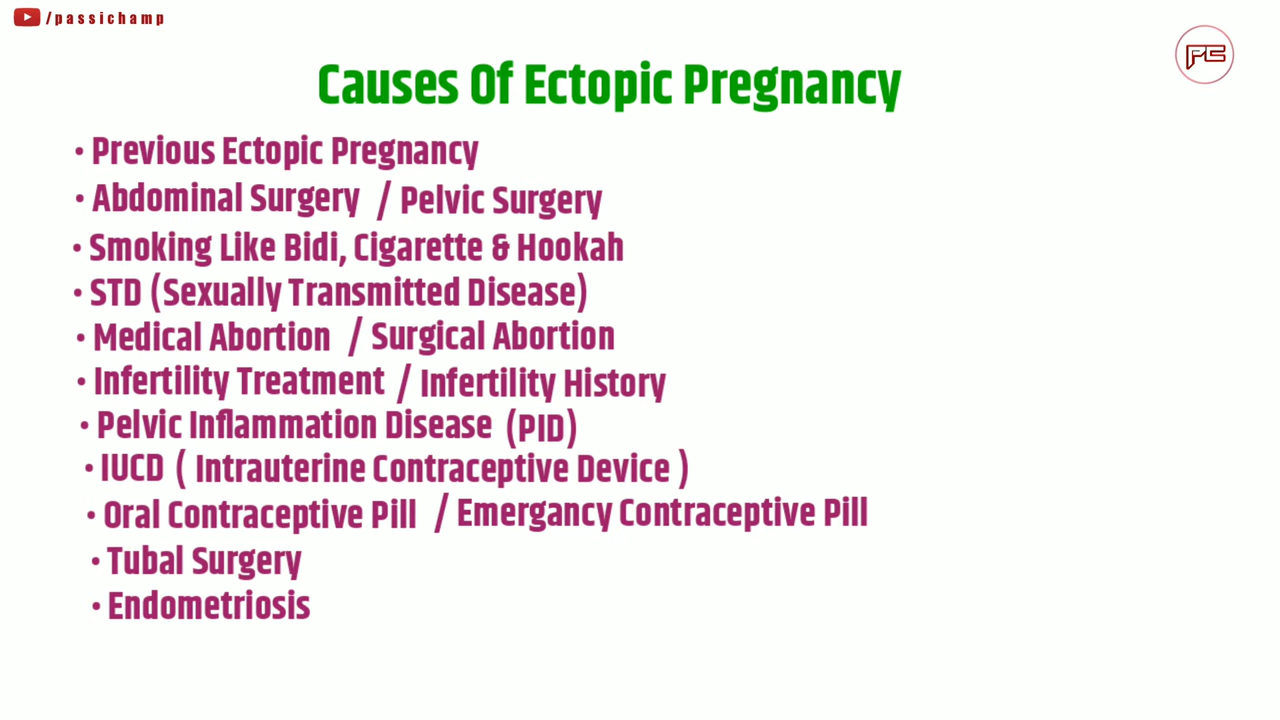 /passichamp
PC
Causes Of Ectopic Pregnancy
• Previous Ectopic Pregnancy
• Abdominal Surgery / Pelvic Surgery
• Smoking Like Bidi, Cigarette & Hookah
• STD (Sexually Transmitted Disease)
• Medical Abortion / Surgical Abortion
• Infertility Treatment / Infertility History
• Pelvic Inflammation Disease (PID)
• IUCD ( Intrauterine Contraceptive Device )
• Oral Contraceptive Pill / Emergancy Contraceptive Pill
• Tubal Surgery
• Endometriosis